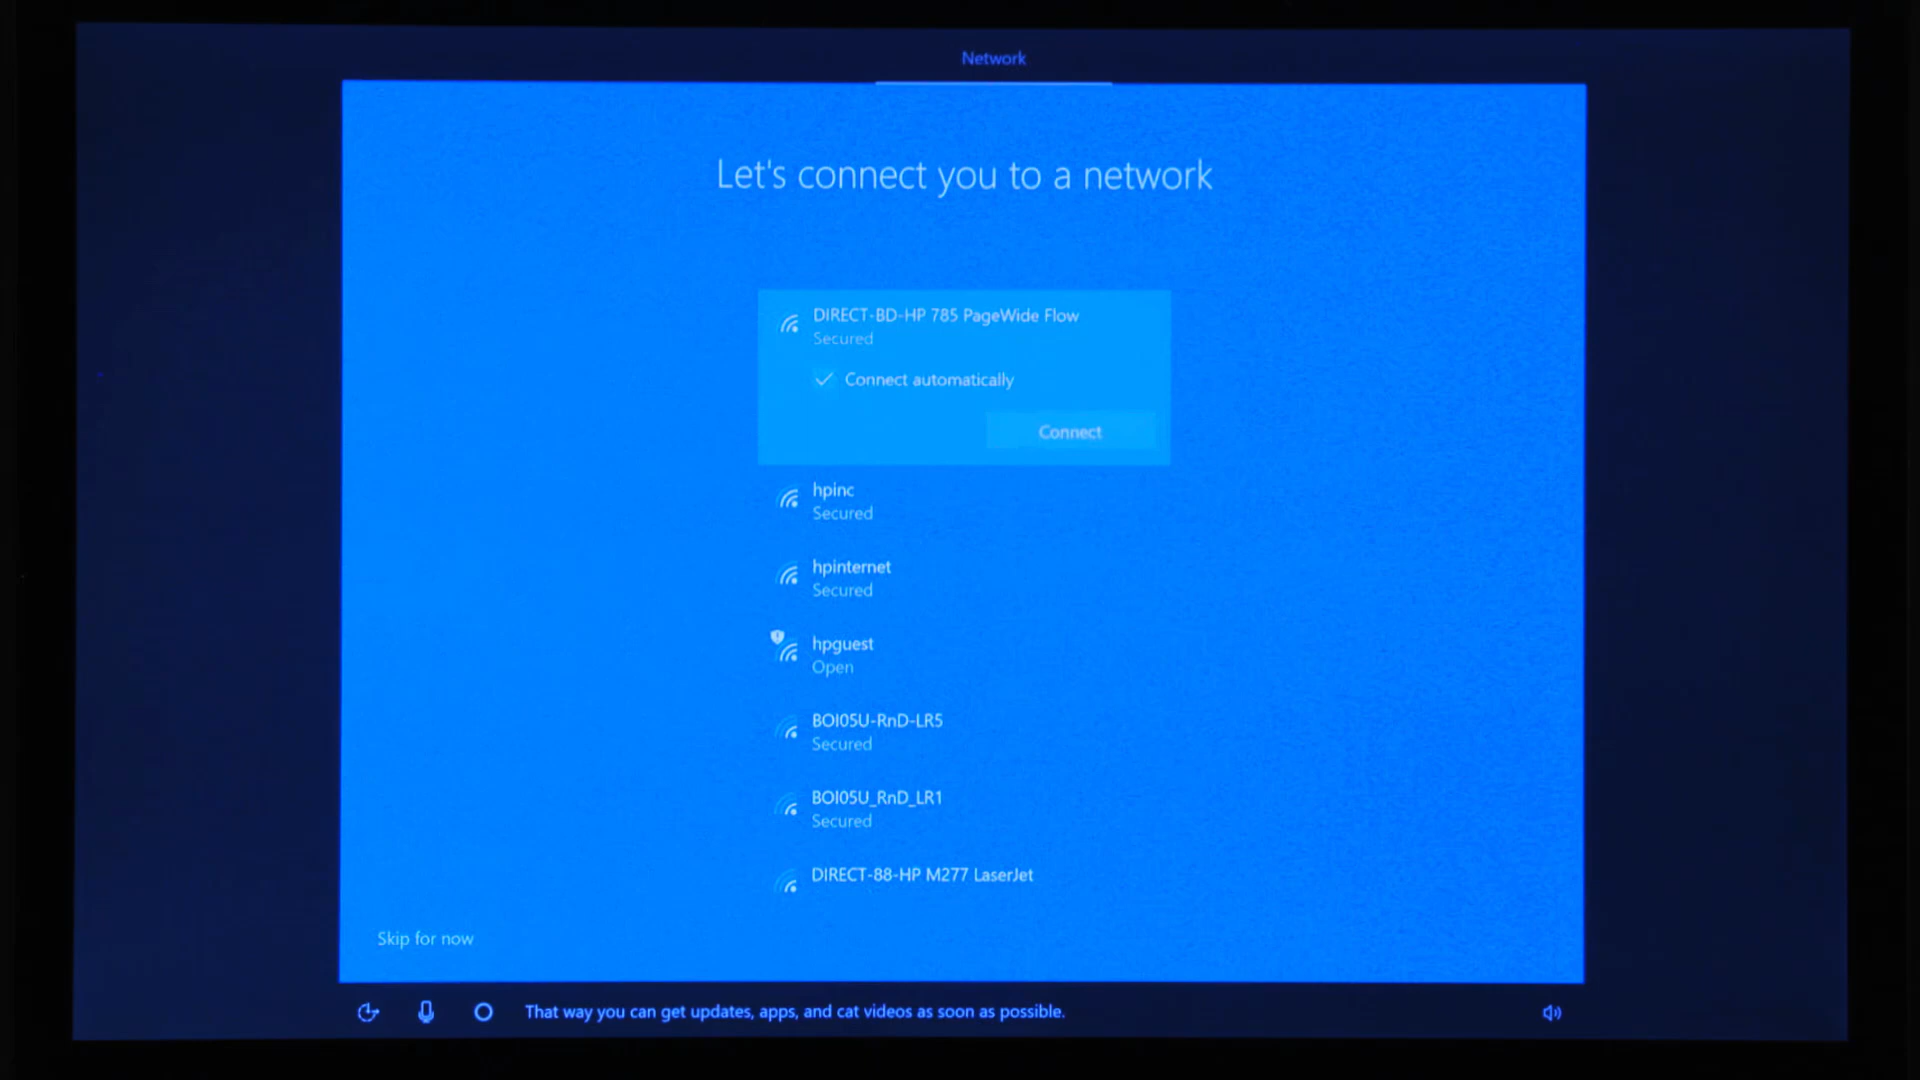 Network
Let's connect you to a network
DIRECT-BD-HP 785 PageWide Flow
Secured
Connect automatically
Connect
hpinc
Secured
hpinternet
Secured
hpguest
Open
BOI05U-RnD-LR5
Secured
BOI05U_RnD_LR1
Secured
DIRECT-88-HP M277 LaserJet
Skip for now
That way you can get updates, apps, and cat videos as soon as possible.